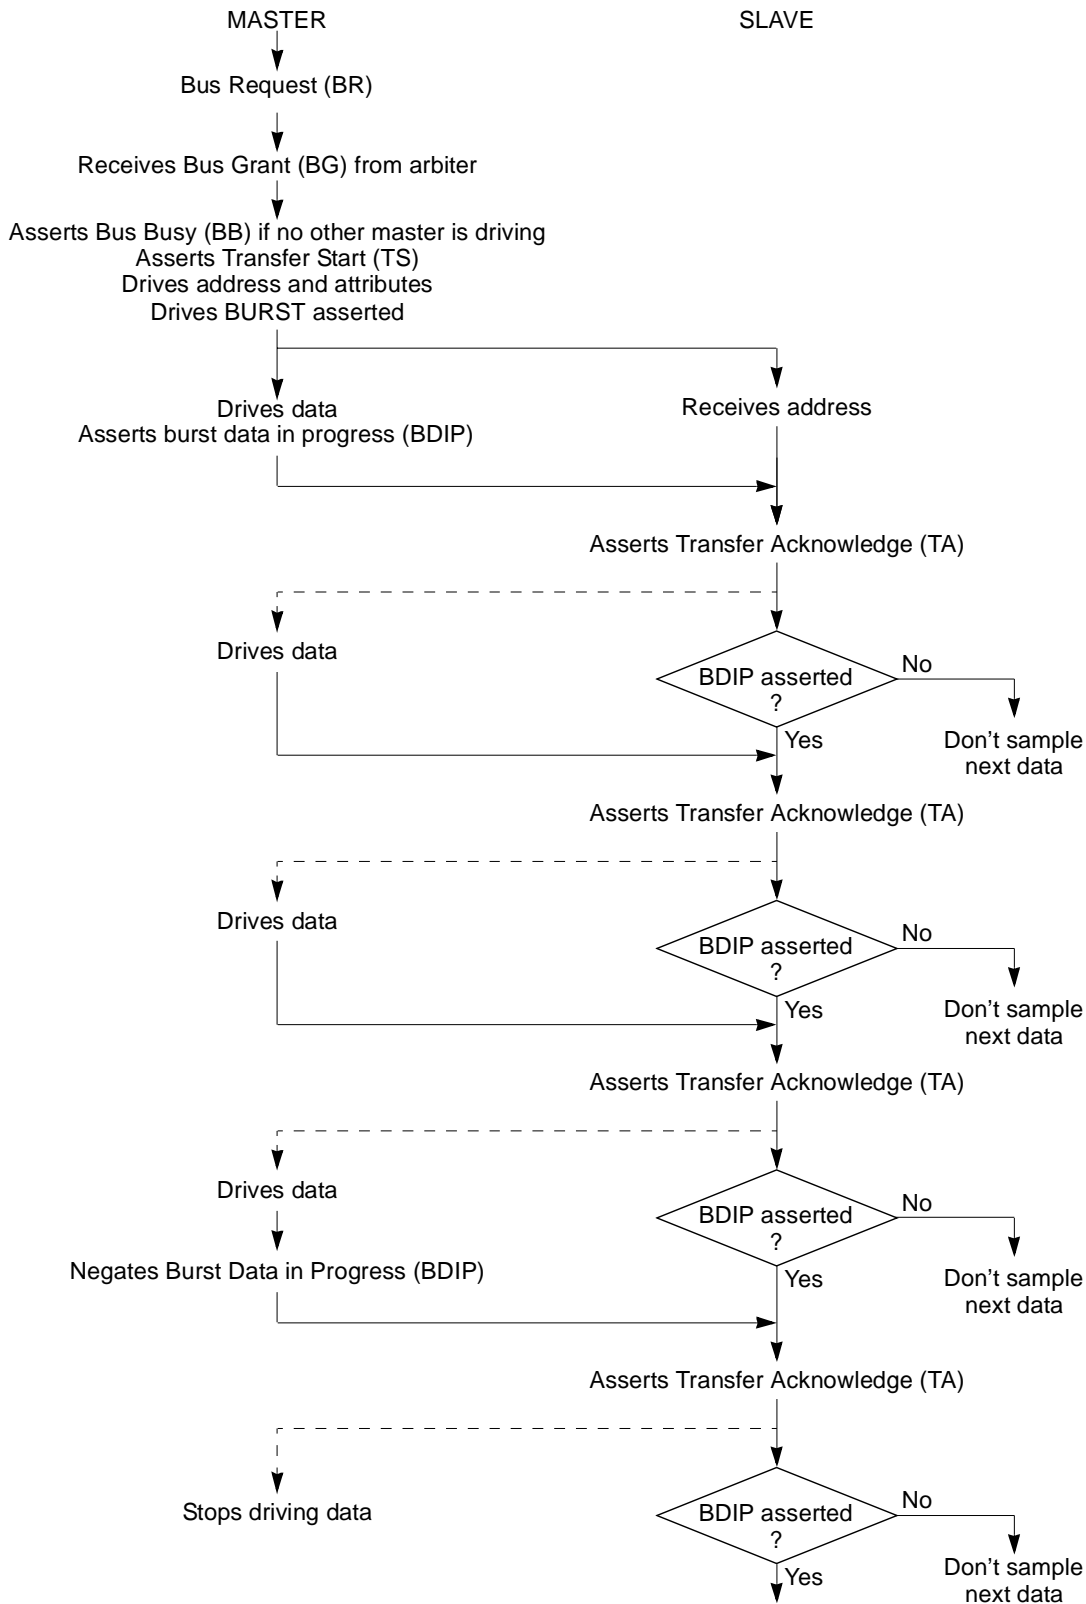 MASTER
SLAVE
Bus Request (BR)
Receives Bus Grant (BG) from arbiter
Asserts Bus Busy (BB) if no other master is driving
Asserts Transfer Start (TS)
Drives address and attributes
Drives BURST asserted
Drives data
Asserts burst data in progress (BDIP)
Receives address
Asserts Transfer Acknowledge (TA)
Drives data
BDIP asserted
?
No
Yes
Don’t sample
next data
Asserts Transfer Acknowledge (TA)
Drives data
BDIP asserted
?
No
Yes
Don’t sample
next data
Asserts Transfer Acknowledge (TA)
Drives data
Negates Burst Data in Progress (BDIP)
BDIP asserted
?
No
Yes
Don’t sample
next data
Asserts Transfer Acknowledge (TA)
Stops driving data
BDIP asserted
?
No
Yes
Don’t sample
next data